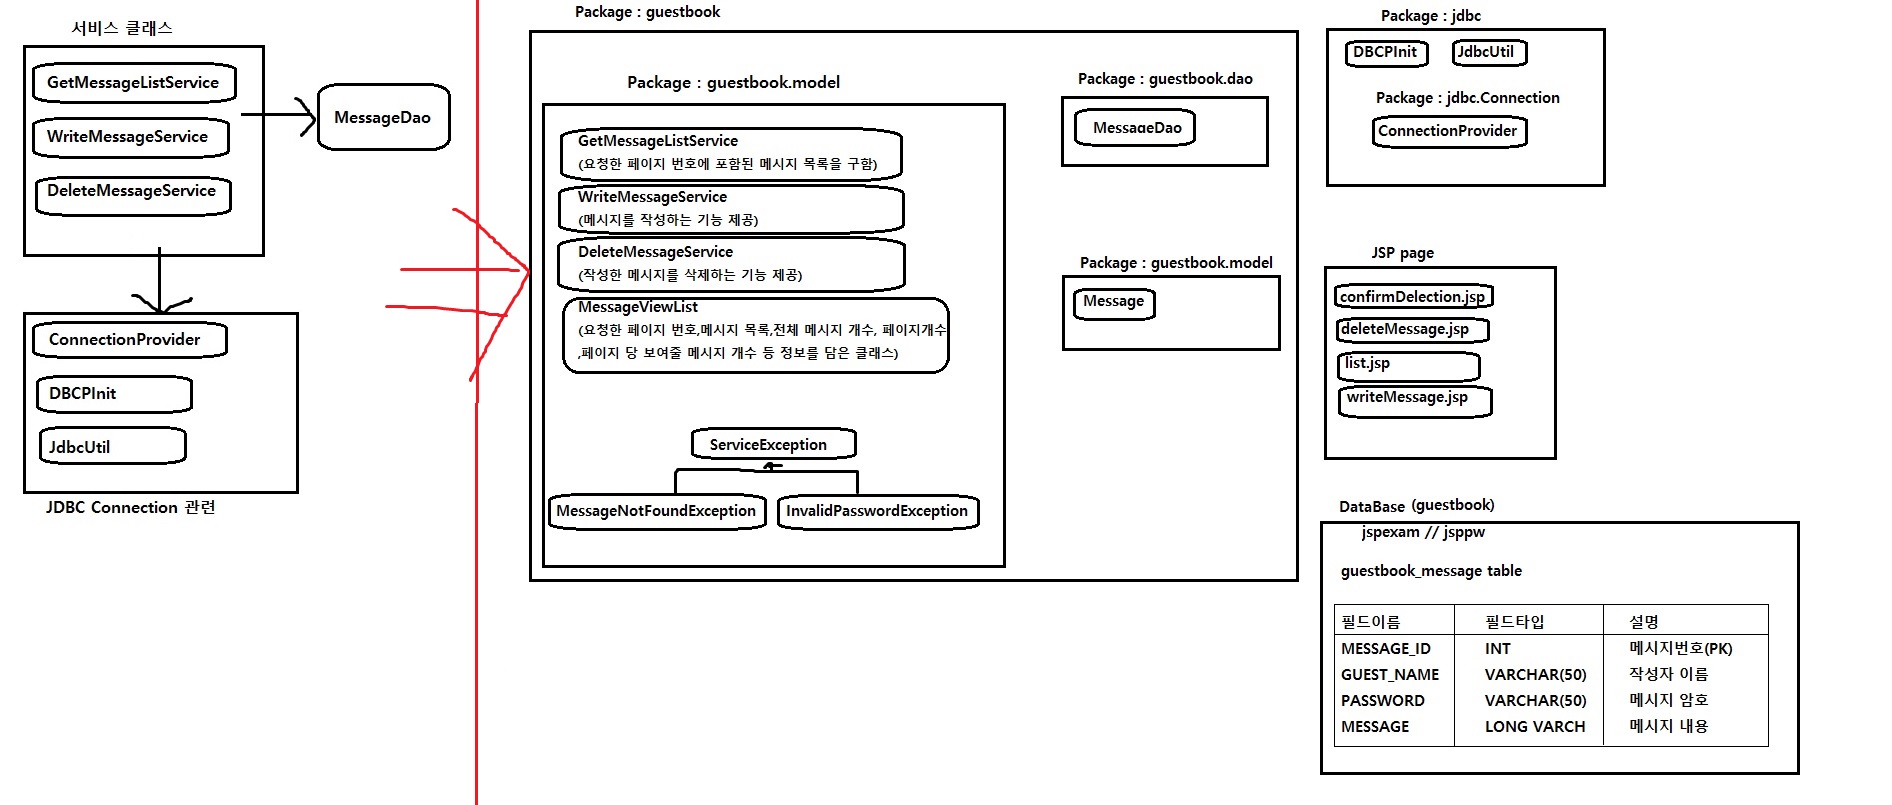 서비스 클래스
GetMessageListService
WriteMessageService
DeleteMessageService
MessageDao
ConnectionProvider
DBCPInit
JdbcUtil
JDBC Connection 관련
Package : guestbook
Package : guestbook.model
GetMessageListService
(요청한 페이지 번호에 포함된 메시지 목록을 구함)
WriteMessageService
(메시지를 작성하는 기능 제공)
DeleteMessageService
(작성한 메시지를 삭제하는 기능 제공)
MessageViewList
(요청한 페이지 번호,메시지 목록,전체 메시지 개수, 페이지개수
,페이지 당 보여줄 메시지 개수 등 정보를 담은 클래스)
ServiceException
MessageNotFoundException
InvalidPasswordException
Package : guestbook.dao
MessageDao
Package : guestbook.model
Message
Package : jdbc
DBCPInit
JdbcUtil
Package : jdbc.Connection
ConnectionProvider
JSP page
confirmDelection.jsp
deleteMessage.jsp
list.jsp
writeMessage.jsp
DataBase (guestbook)
jspexam // jsppw
guestbook_message table
필드이름 필드타입 설명
MESSAGE_ID INT 메시지번호(PK)
GUEST_NAME VARCHAR(50) 작성자 이름
PASSWORD VARCHAR(50) 메시지 암호
MESSAGE LONG VARCH 메시지 내용